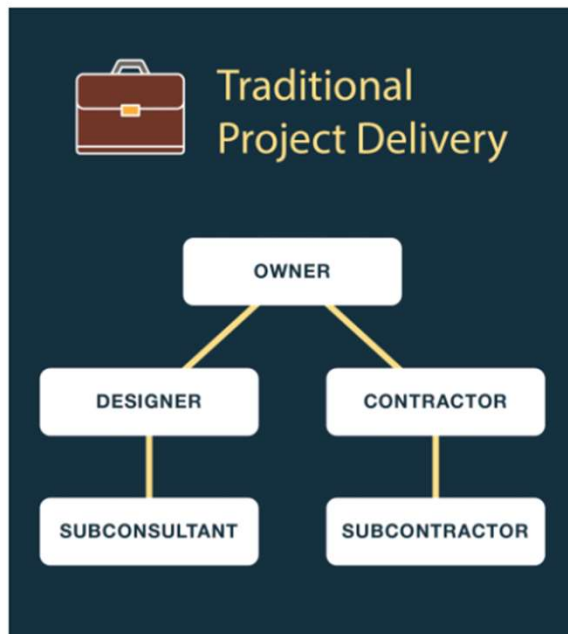 Traditional
Project Delivery
OWNER
DESIGNER
CONTRACTOR
SUBCONSULTANT
SUBCONTRACTOR